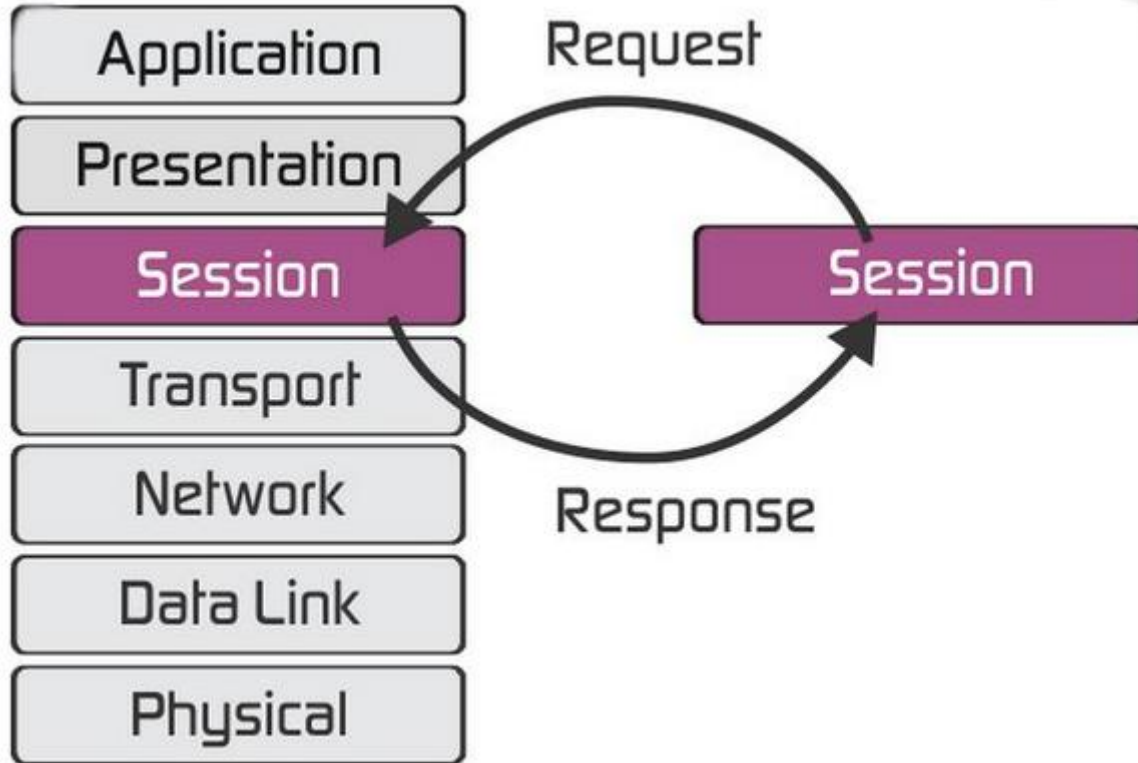 Application
Request
Presentation
Session
Session
Transport
Network
Response
Data Link
Physical